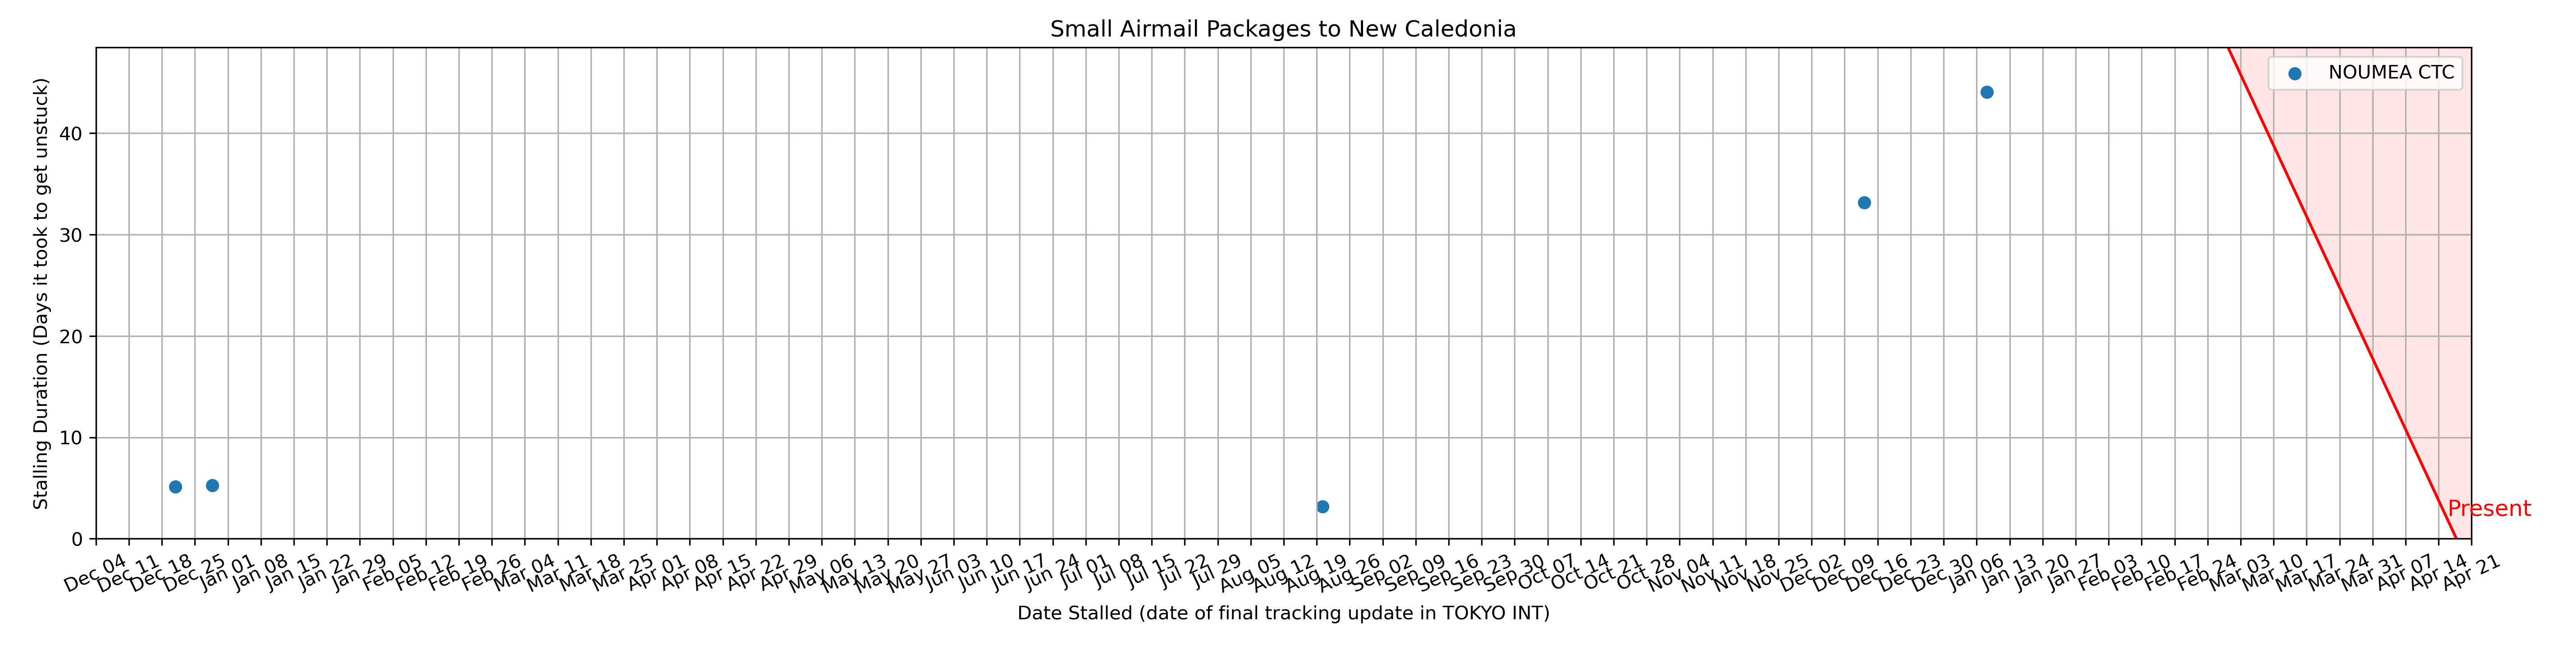 Small Airmail Packages to New Caledonia
NOUMEA CTC
Stalling Duration (Days it took to get unstuck)
40
30
20
10
0
Present
Dec 04 Dec 11 Dec 18 Dec 25 Jan 01 Jan 08 Jan 15 Jan 22 Jan 29 Feb 05 Feb 12 Feb 19 Feb 26 Mar 04 Mar 11 Mar 18 Mar 25 Apr 01 Apr 08 Apr 15 Apr 22 Apr 29 May 06 May 13 May 20 May 27 Jun 03 Jun 10 Jun 17 Jun 24 Jul 01 Jul 08 Jul 15 Jul 22 Jul 29 Aug 05 Aug 12 Aug 19 Aug 26 Sep 02 Sep 09 Sep 16 Sep 23 Sep 30 Oct 07 Oct 14 Oct 21 Oct 28 Nov 04 Nov 11 Nov 18 Nov 25 Dec 02 Dec 09 Dec 16 Dec 23 Dec 30 Jan 06 Jan 13 Jan 20 Jan 27 Feb 03 Feb 10 Feb 17 Feb 24 Mar 03 Mar 10 Mar 17 Mar 24 Mar 31 Apr 07 Apr 14 Apr 21
Date Stalled (date of final tracking update in TOKYO INT)